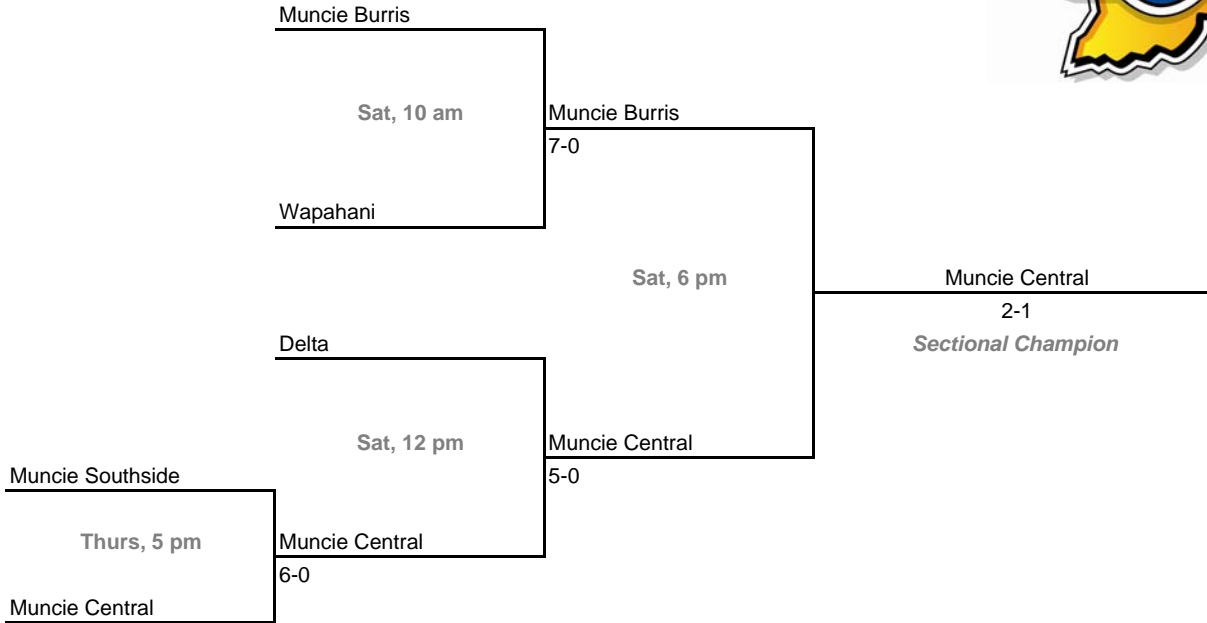 Muncie Burris
Sat, 10 am
Muncie Burris
7-0
Wapahani
Sat, 6 pm
Muncie Central
2-1
Sectional Champion
Delta
Sat, 12 pm
Muncie Central
5-0
Muncie Southside
Thurs, 5 pm
Muncie Central
6-0
Muncie Central